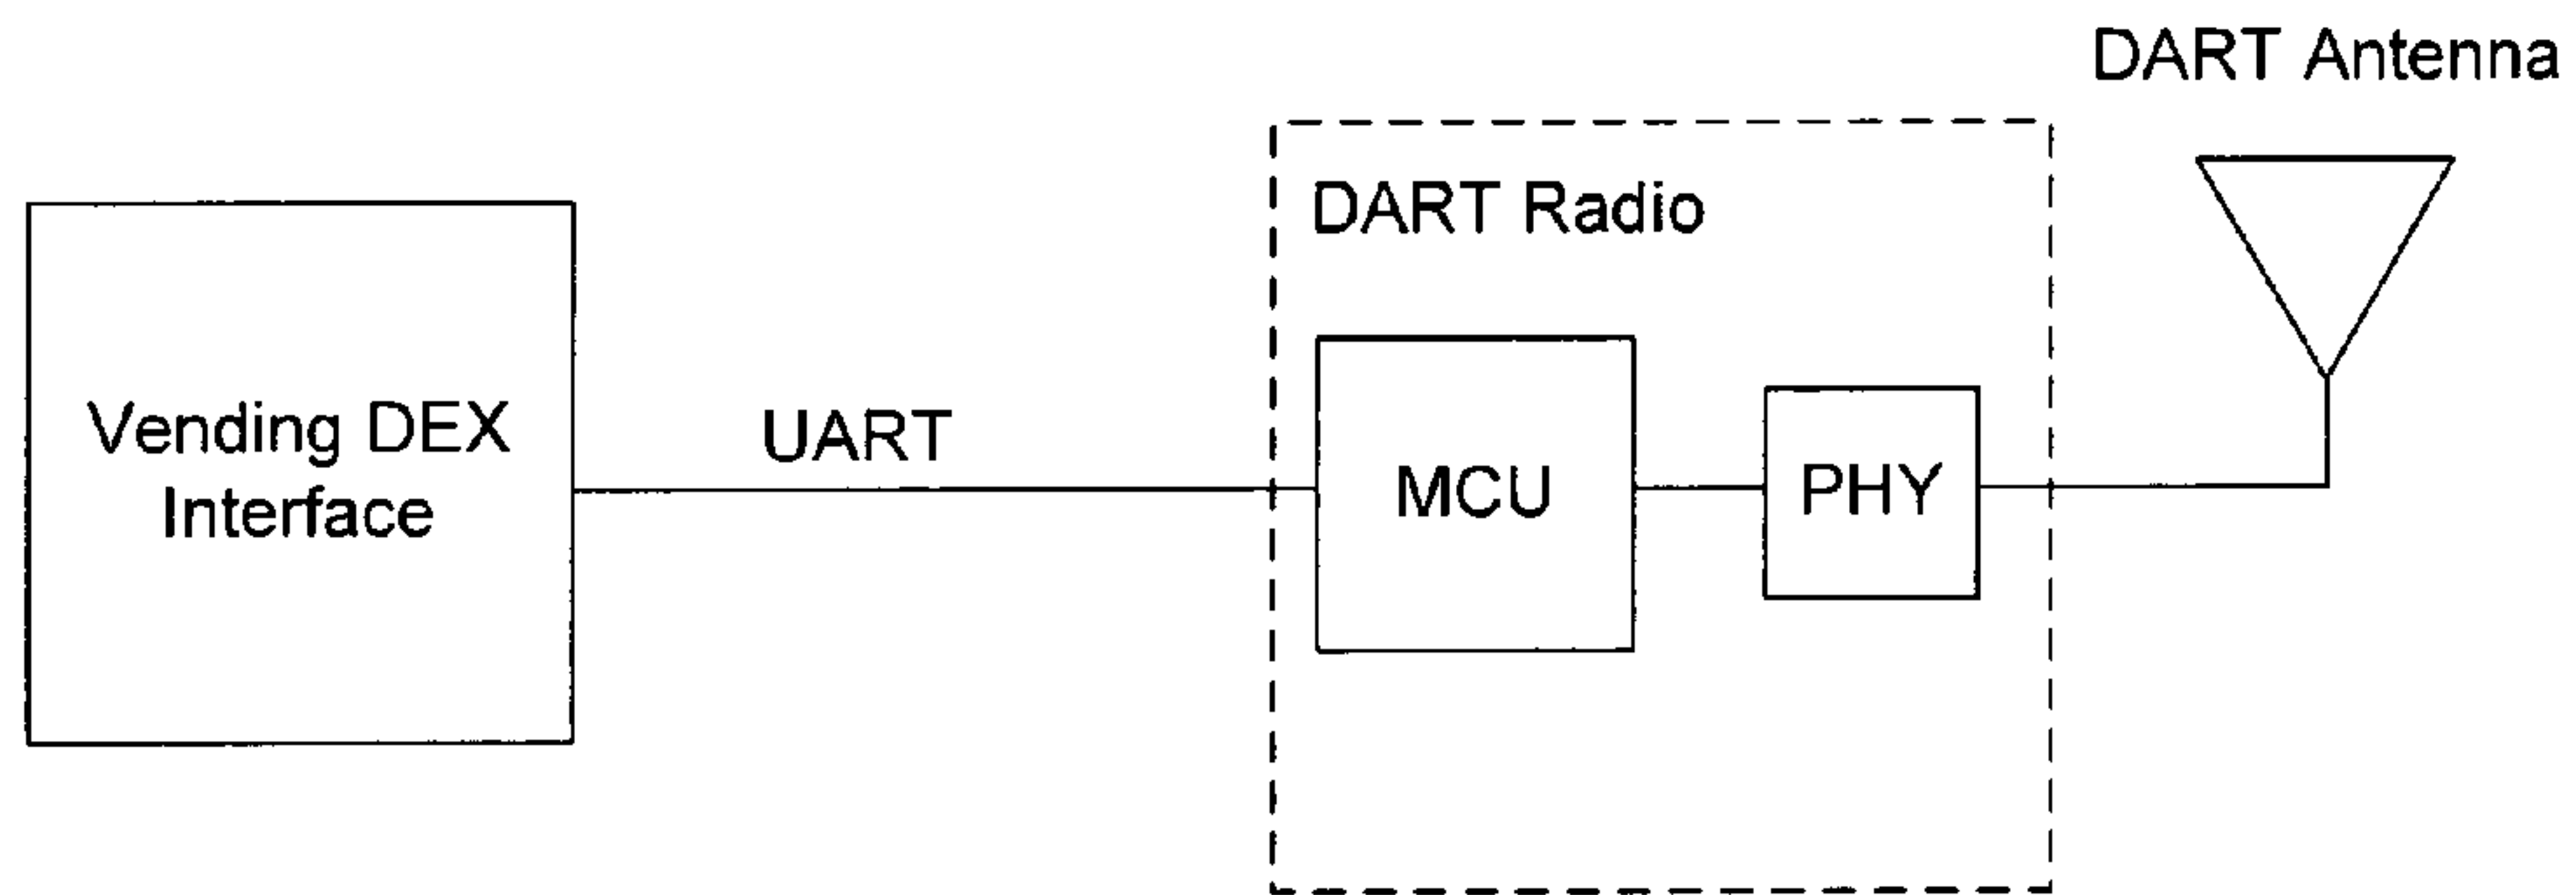 DART Antenna
DART Radio
Vending DEX
Interface
UART
MCU
PHY